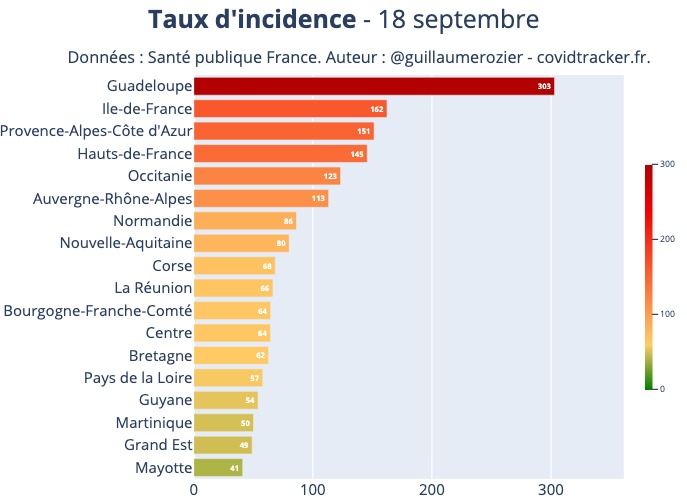 Taux d'incidence - 18 septembre
Données : Santé publique France. Auteur : @guillaumerozier - covidtracker.fr.
Guadeloupe 303
Ile-de-France 162
Provence-Alpes-Côte d'Azur 151
Hauts-de-France 145
Occitanie 123
Auvergne-Rhône-Alpes 113
Normandie 86
Nouvelle-Aquitaine 80
Corse 68
La Réunion 66
Bourgogne-Franche-Comté 64
Centre 64
Bretagne 62
Pays de la Loire 57
Guyane 54
Martinique 50
Grand Est 49
Mayotte 41
0 100 200 300
300
200
100
0